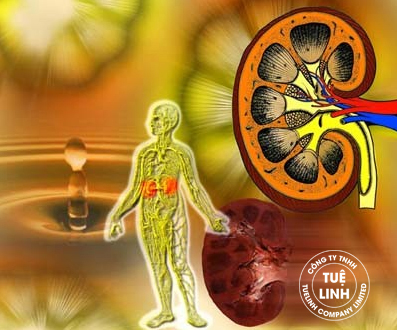 CÔNG TY TNHH
TUỆ
LINH
TUELINH COMPANY LIMITED